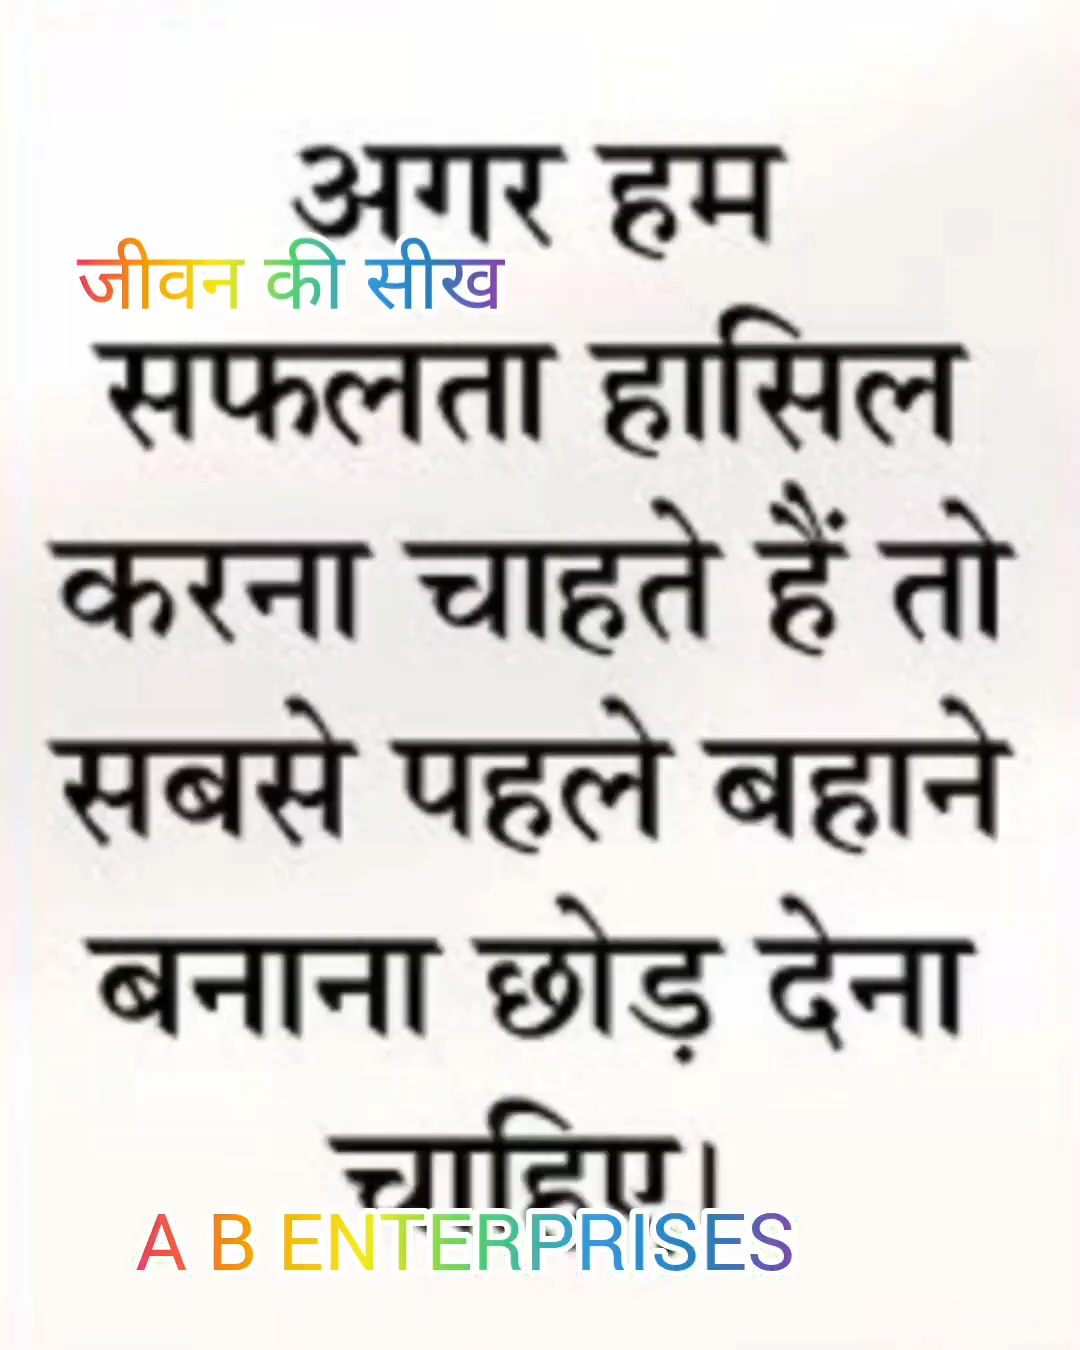 अगर हम
जीवन की सीख
सफलता हासिल
करना चाहते हैं तो
सबसे पहले बहाने
बनाना छोड़ देना
चाहिए।
A B ENTERPRISES